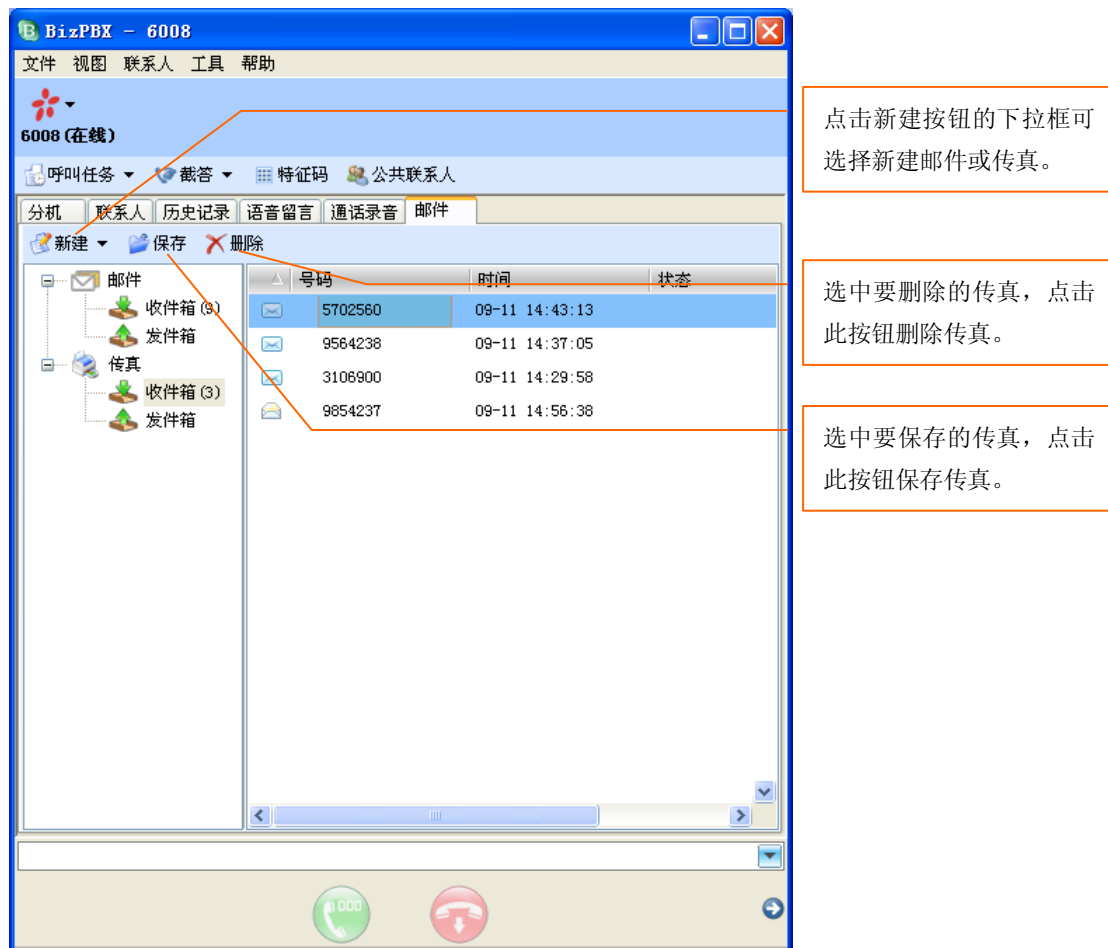 BizPBX - 6008
文件 视图 联系人 工具 帮助
6008(在线)
呼叫任务 截答 特征码 公共联系人
分机 联系人 历史记录 语音留言 通话录音 邮件
新建 保存 删除
邮件
收件箱(9)
发件箱
传真
收件箱(3)
发件箱
号码 时间 状态
5702560 09-11 14:43:13
9564238 09-11 14:37:05
3106900 09-11 14:29:58
9854237 09-11 14:56:38
点击新建按钮的下拉框可
选择新建邮件或传真。
选中要删除的传真，点击
此按钮删除传真。
选中要保存的传真，点击
此按钮保存传真。